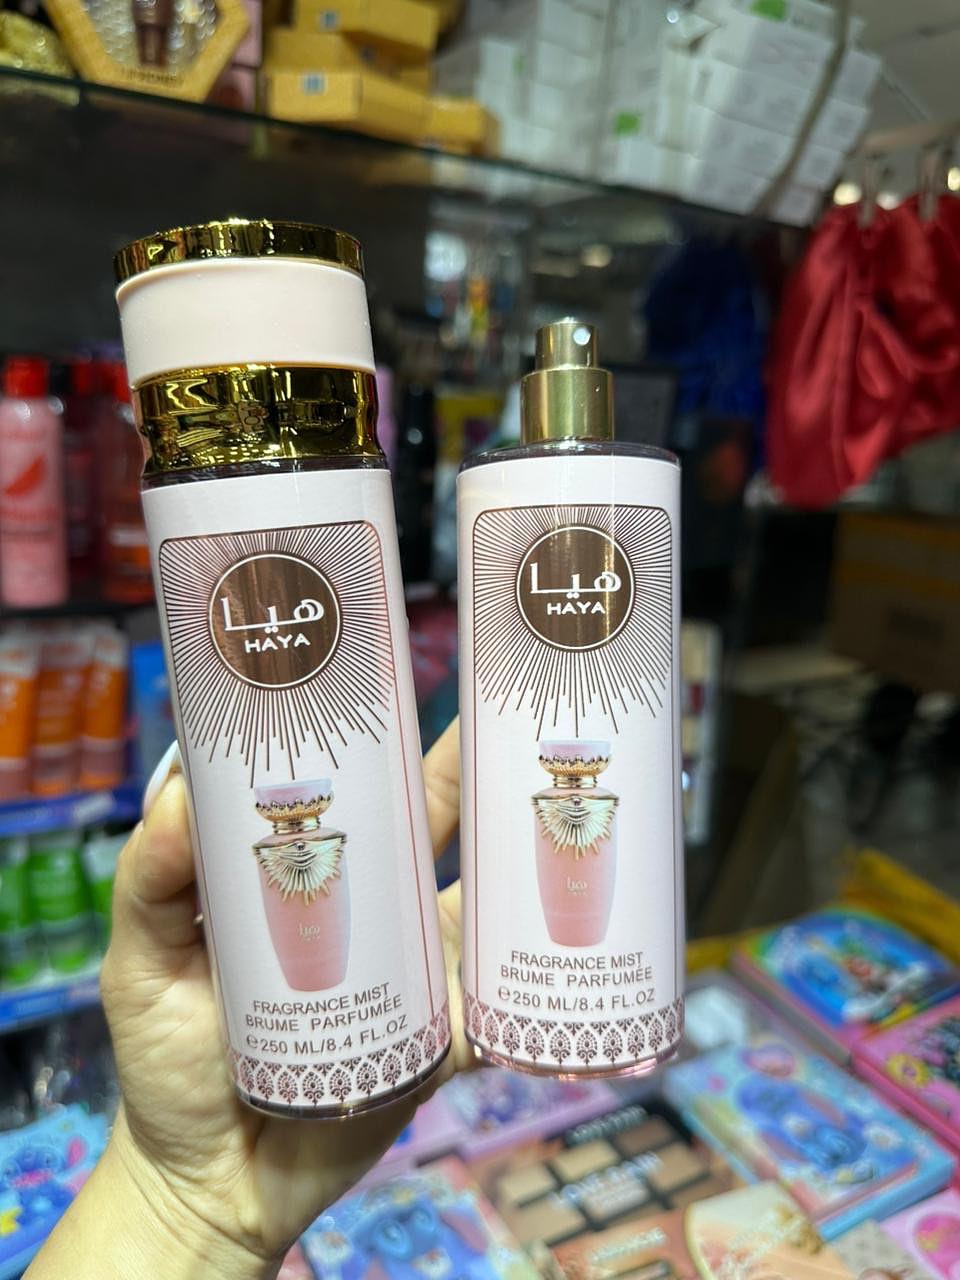 هيا
HAYA
هيا
FRAGRANCE MIST
BRUME PARFUMÉE
℮250 ML/8.4 FL.OZ
هيا
HAYA
هيا
FRAGRANCE MIST
BRUME PARFUMÉE
℮250 ML/8.4 FL.OZ